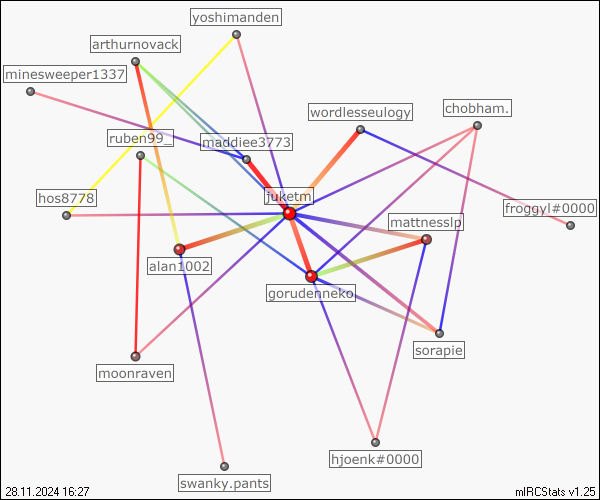 yoshimanden
arthurnovack
minesweeper1337
wordlesseulogy
chobham.
ruben99_
maddiee3773
juketm
hos8778
froggyl#0000
mattnesslp
alan1002
gorudenneko
sorapie
moonraven
hjoenk#0000
swanky.pants
28.11.2024 16:27
mIRCStats v1.25